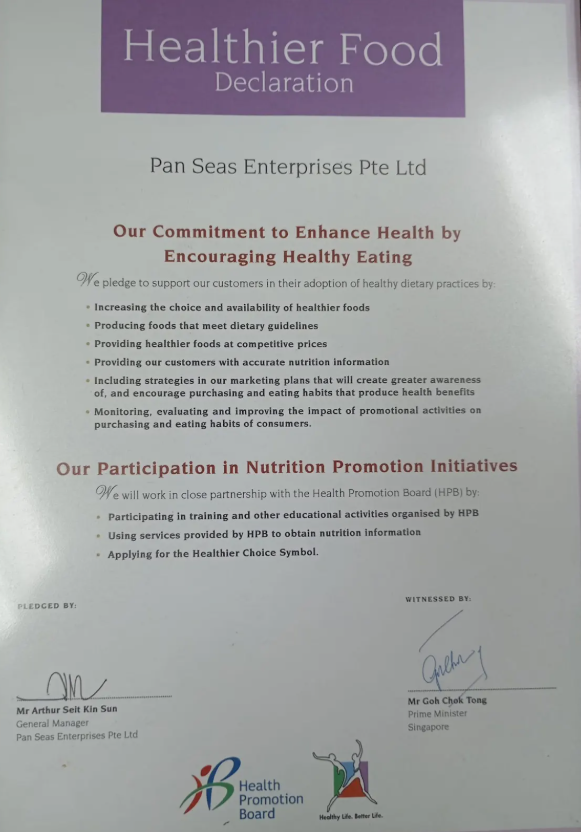 Healthier Food
Declaration
Pan Seas Enterprises Pte Ltd
Our Commitment to Enhance Health by
Encouraging Healthy Eating
We pledge to support our customers in their adoption of healthy dietary practices by:
• Increasing the choice and availability of healthier foods
• Producing foods that meet dietary guidelines
• Providing healthier foods at competitive prices
• Providing our customers with accurate nutrition information
• Including strategies in our marketing plans that will create greater awareness
of, and encourage purchasing and eating habits that produce health benefits
• Monitoring, evaluating and improving the impact of promotional activities on
purchasing and eating habits of consumers.
Our Participation in Nutrition Promotion Initiatives
We will work in close partnership with the Health Promotion Board (HPB) by:
• Participating in training and other educational activities organised by HPB
• Using services provided by HPB to obtain nutrition information
• Applying for the Healthier Choice Symbol.
PLEDGED BY:
Mr Arthur Seit Kin Sun
General Manager
Pan Seas Enterprises Pte Ltd
WITNESSED BY:
Mr Goh Chok Tong
Prime Minister
Singapore
Health
Promotion
Board
Healthy Life. Better Life.